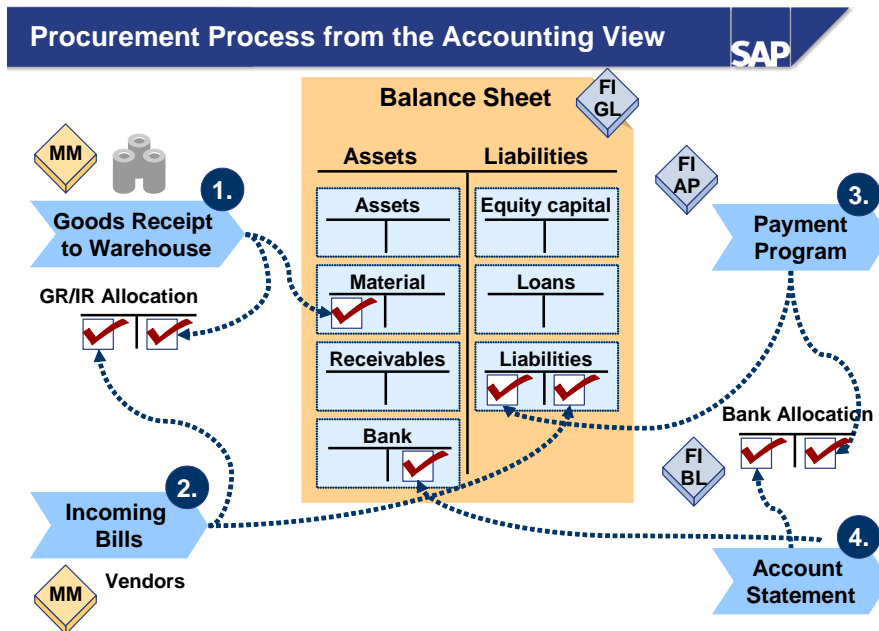 Procurement Process from the Accounting View
SAP
Balance Sheet
FI
GL
MM
1.
Goods Receipt
to Warehouse
Assets
Liabilities
FI
AP
3.
Payment
Program
Assets
Equity capital
GR/IR Allocation
Material
Loans
Receivables
Liabilities
Bank
Bank Allocation
FI
BL
2.
Incoming
Bills
4.
Account
Statement
MM
Vendors